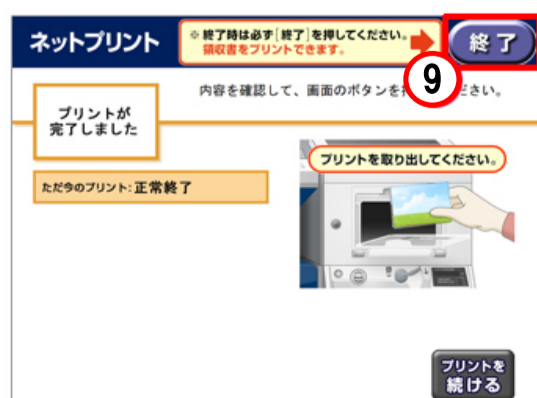 ネットプリント
※ 終了時は必ず[終了]を押してください。
領収書をプリントできます。
終了
9
内容を確認して、画面のボタンを ださい。
プリントが
完了しました
プリントを取り出してください。
ただ今のプリント: 正常終了
プリントを
続ける